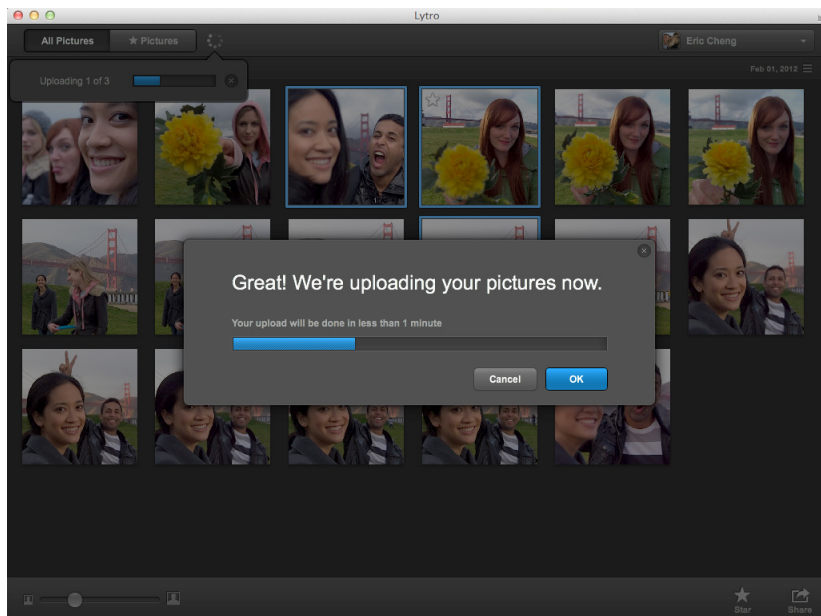 Lytro
All Pictures
Pictures
Eric Cheng
Uploading 1 of 3
Feb 01, 2012
Great! We're uploading your pictures now.
Your upload will be done in less than 1 minute
Cancel
OK
Star
Share